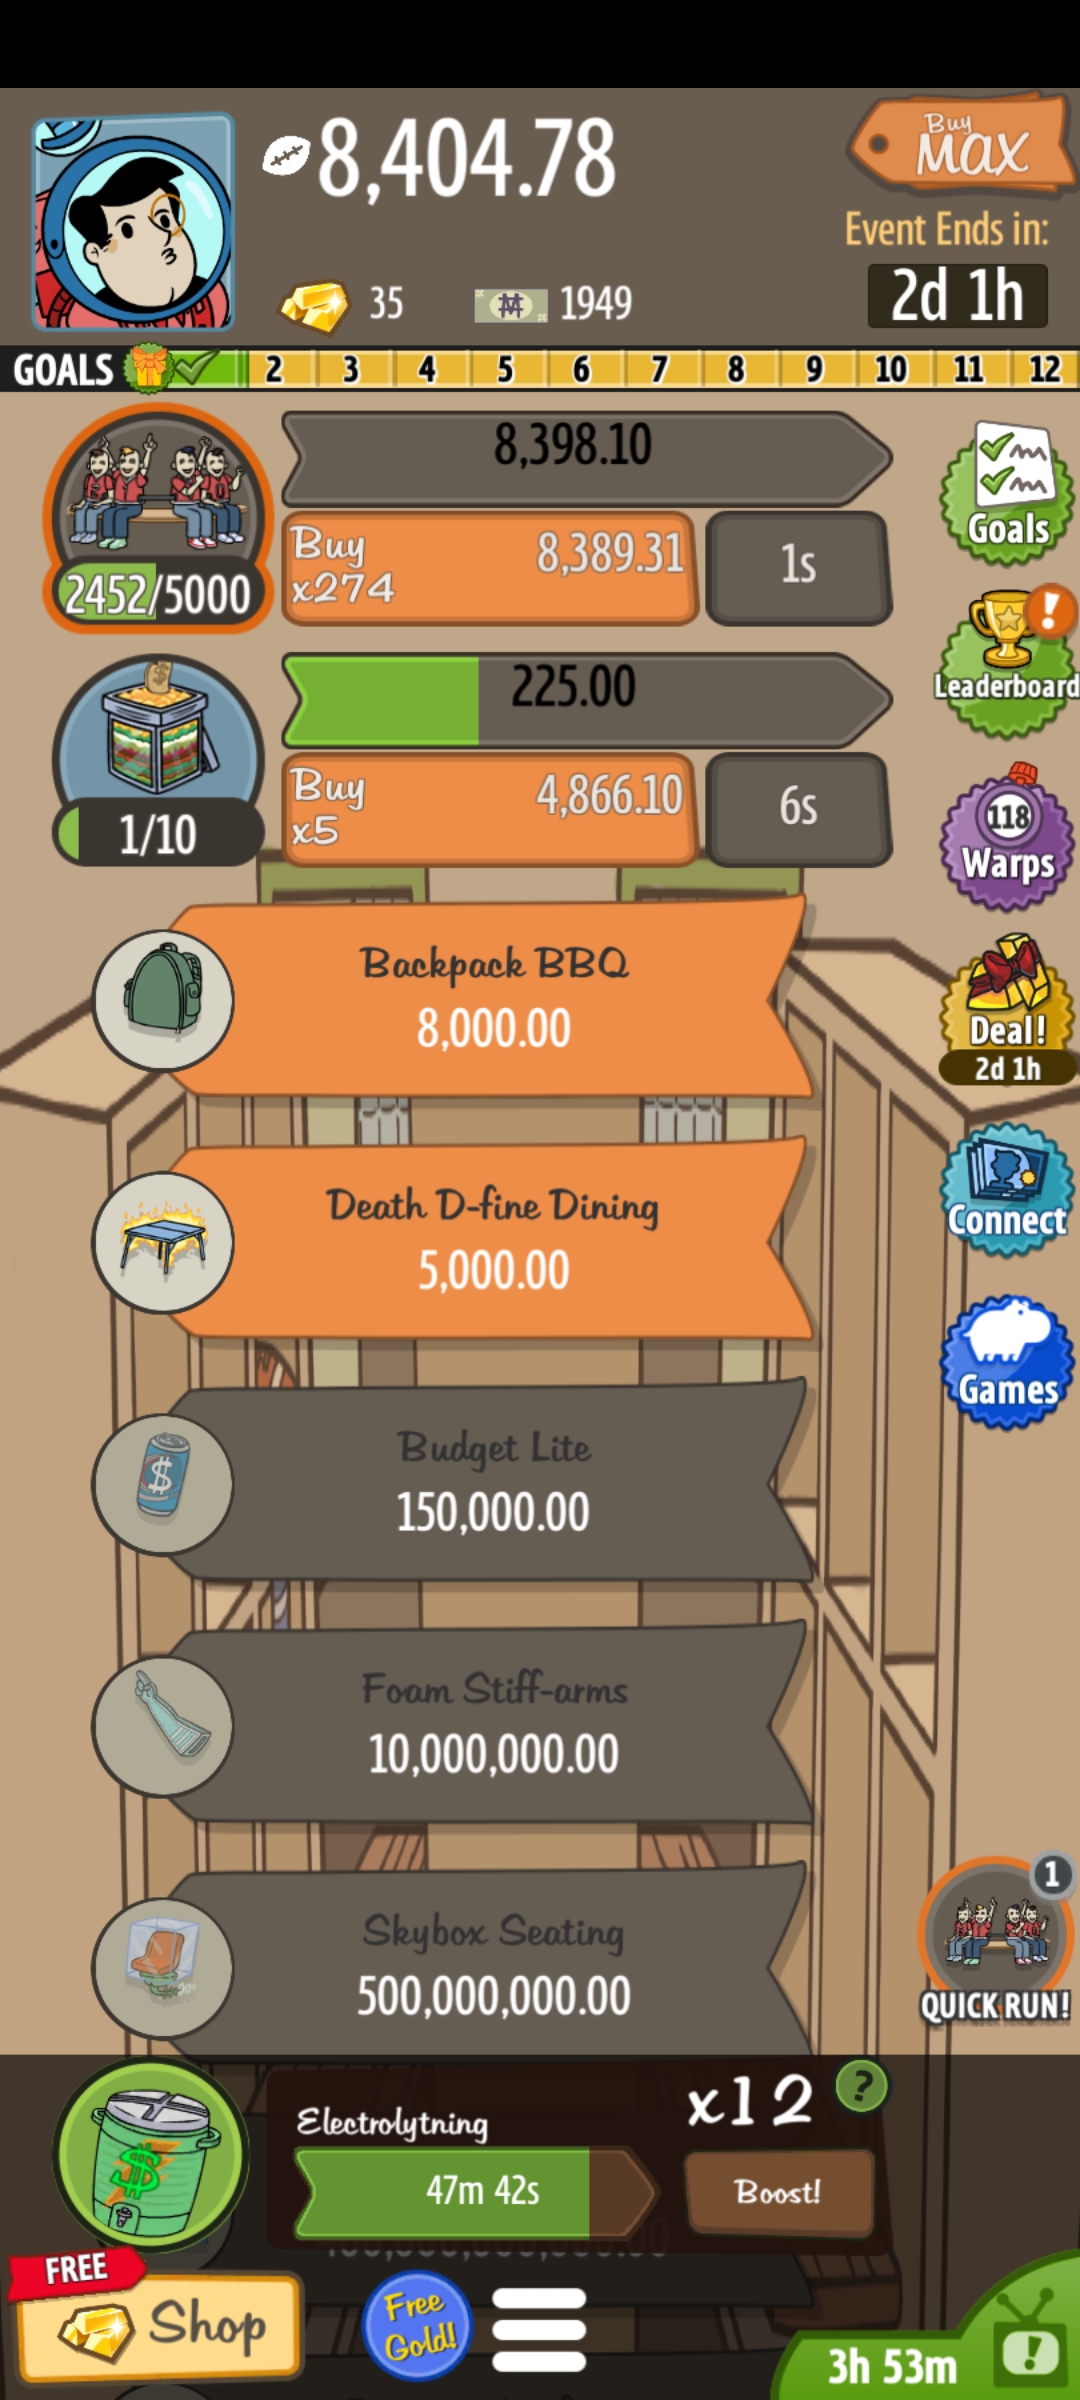 8,404.78
Buy
MAX
Event Ends in:
2d 1h
35
1949
GOALS 2 3 4 5 6 7 8 9 10 11 12
8,398.10
Buy
x274
8,389.31
1s
2452/5000
Goals
225.00
Buy
x5
4,866.10
6s
1/10
Leaderboard
118
Warps
Backpack BBQ
8,000.00
Deal!
2d 1h
Death D-fine Dining
5,000.00
Connect
Games
Budget Lite
150,000.00
Foam Stiff-arms
10,000,000.00
Skybox Seating
500,000,000.00
1
QUICK RUN!
Electrolytning
x12
?
47m 42s
Boost!
FREE
Shop
Free
Gold!
3h 53m